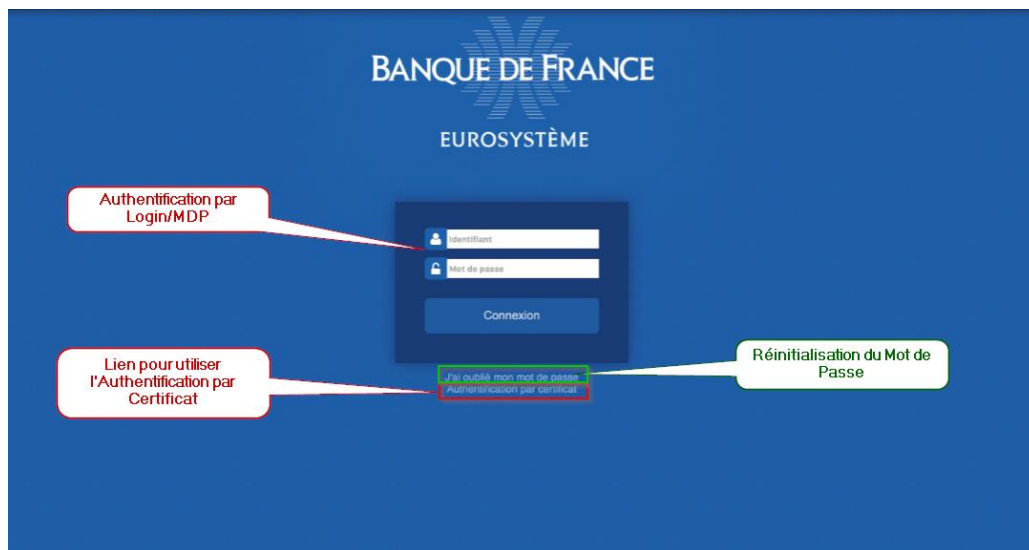 BANQUE DE FRANCE
EUROSYSTÈME
Authentification par
Login/MDP
Identifiant
Mot de passe
Connexion
Lien pour utiliser
l'Authentification par
Certificat
J'ai oublié mon mot de passe
Authentification par certificat
Réinitialisation du Mot de
Passe